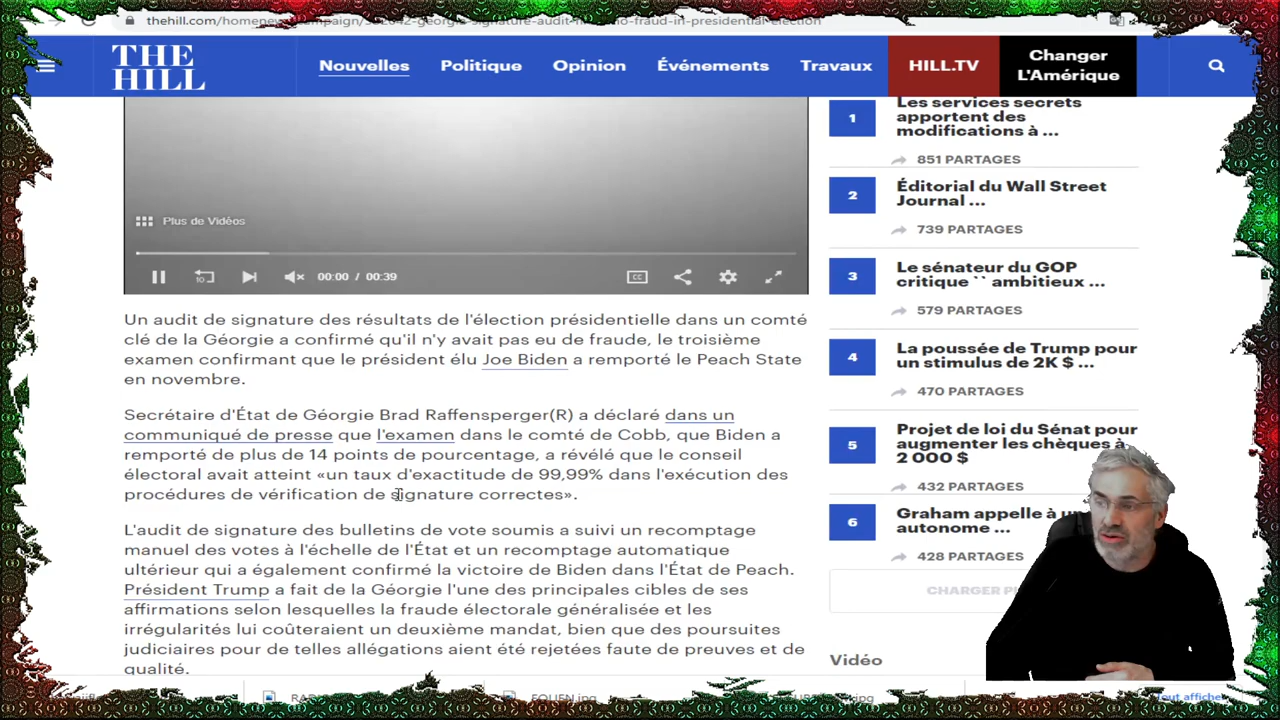 thehill.com/homenews/campaign/
THE
HILL
Nouvelles
Politique
Opinion
Événements
Travaux
HILL.TV
Changer
L'Amérique
Plus de Vidéos
10
00:00 / 00:39
CC
Un audit de signature des résultats de l'élection présidentielle dans un comté
clé de la Géorgie a confirmé qu'il n'y avait pas eu de fraude, le troisième
examen confirmant que le président élu Joe Biden a remporté le Peach State
en novembre.
Secrétaire d'État de Géorgie Brad Raffensperger(R) a déclaré dans un
communiqué de presse que l'examen dans le comté de Cobb, que Biden a
remporté de plus de 14 points de pourcentage, a révélé que le conseil
électoral avait atteint «un taux d'exactitude de 99,99% dans l'exécution des
procédures de vérification de signature correctes».
L'audit de signature des bulletins de vote soumis a suivi un recomptage
manuel des votes à l'échelle de l'État et un recomptage automatique
ultérieur qui a également confirmé la victoire de Biden dans l'État de Peach.
Président Trump a fait de la Géorgie l'une des principales cibles de ses
affirmations selon lesquelles la fraude électorale généralisée et les
irrégularités lui coûteraient un deuxième mandat, bien que des poursuites
judiciaires pour de telles allégations aient été rejetées faute de preuves et de
qualité.
1
Les services secrets
apportent des
modifications à ...
851 PARTAGES
2
Éditorial du Wall Street
Journal ...
739 PARTAGES
3
Le sénateur du GOP
critique `` ambitieux ...
579 PARTAGES
4
La poussée de Trump pour
un stimulus de 2K $ ...
470 PARTAGES
5
Projet de loi du Sénat pour
augmenter les chèques à
2 000 $
432 PARTAGES
6
Graham appelle à
autonome ...
428 PARTAGES
CHARGER
Vidéo